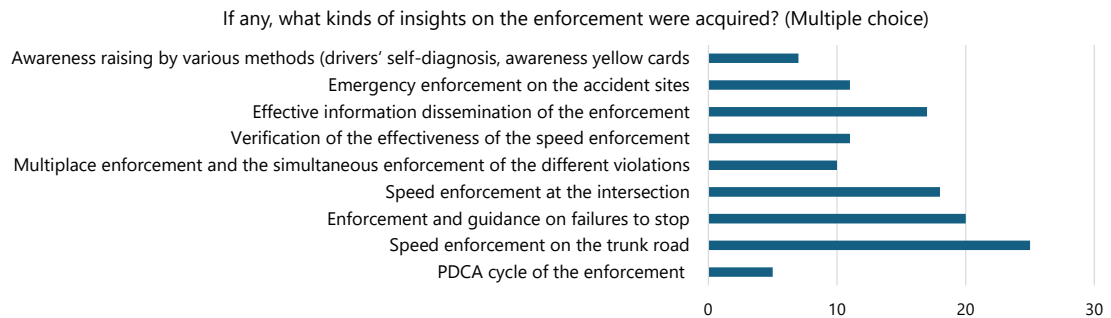 If any, what kinds of insights on the enforcement were acquired? (Multiple choice)
Awareness raising by various methods (drivers‘ self-diagnosis, awareness yellow cards
Emergency enforcement on the accident sites
Effective information dissemination of the enforcement
Verification of the effectiveness of the speed enforcement
Multiplace enforcement and the simultaneous enforcement of the different violations
Speed enforcement at the intersection
Enforcement and guidance on failures to stop
Speed enforcement on the trunk road
PDCA cycle of the enforcement
0 10 20 30